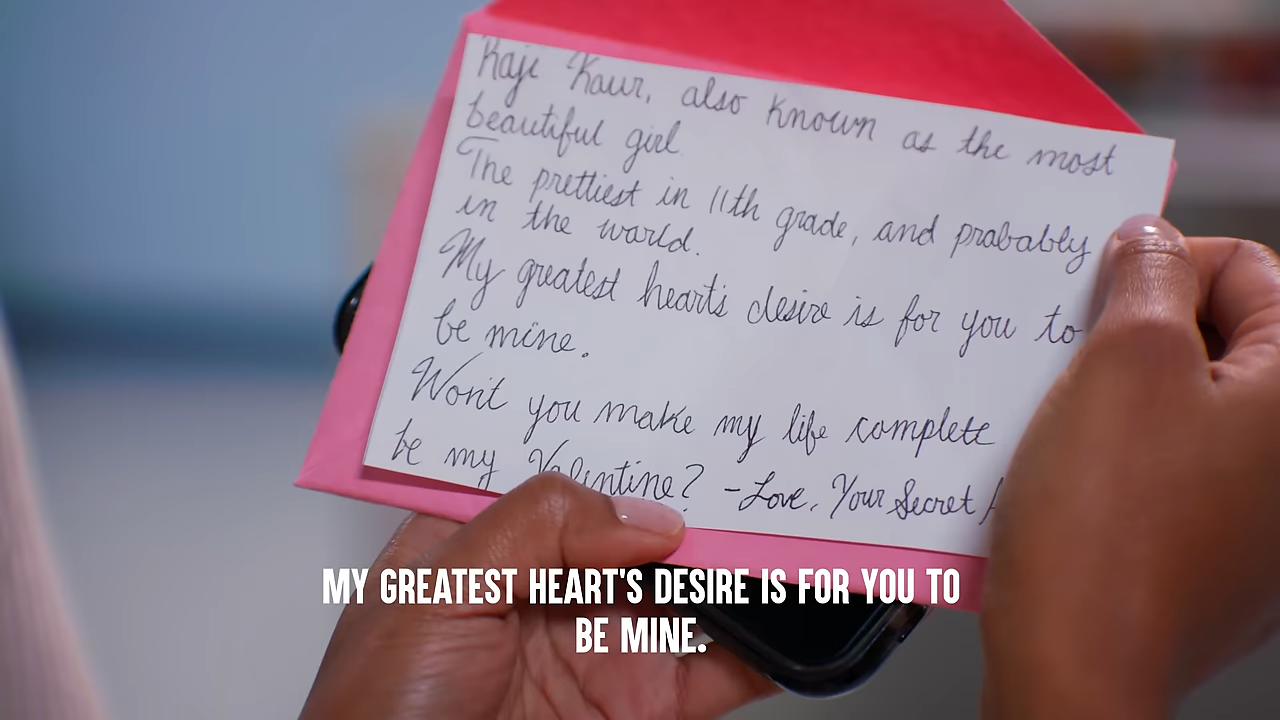 Kaji Kaur, also known as the most
beautiful girl.
The prettiest in 11th grade, and probably
in the world.
My greatest heart's desire is for you to
be mine.
Won't you make my life complete
be my Valentine? -Love, Your Secret
MY GREATEST HEART'S DESIRE IS FOR YOU TO
BE MINE.